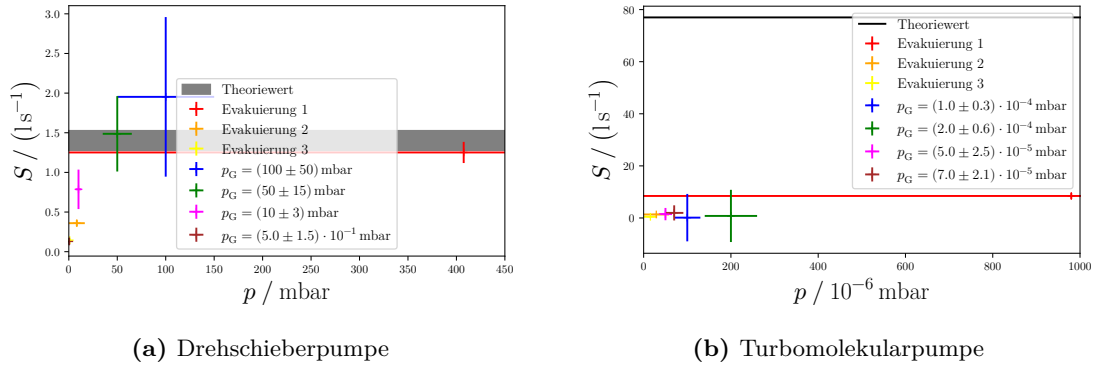 3.0
2.5
2.0
1.5
1.0
0.5
0.0
S / (l s⁻¹)
Theoriewert
Evakuierung 1
Evakuierung 2
Evakuierung 3
p_G = (100 ± 50) mbar
p_G = (50 ± 15) mbar
p_G = (10 ± 3) mbar
p_G = (5.0 ± 1.5) · 10⁻¹ mbar
0 50 100 150 200 250 300 350 400 450
p / mbar
(a) Drehschieberpumpe
80
60
40
20
0
S / (l s⁻¹)
Theoriewert
Evakuierung 1
Evakuierung 2
Evakuierung 3
p_G = (1.0 ± 0.3) · 10⁻⁴ mbar
p_G = (2.0 ± 0.6) · 10⁻⁴ mbar
p_G = (5.0 ± 2.5) · 10⁻⁵ mbar
p_G = (7.0 ± 2.1) · 10⁻⁵ mbar
0 200 400 600 800 1000
p / 10⁻⁶ mbar
(b) Turbomolekularpumpe